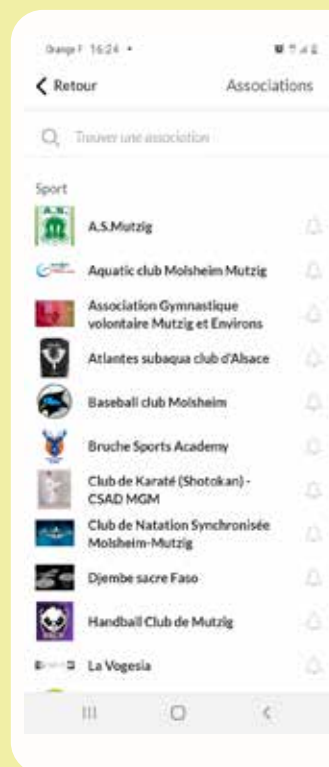 Orange F 16:24 •
Retour
Associations
Trouver une association
Sport
A.S.
A.S.Mutzig
Aquatic club Molsheim Mutzig
Association Gymnastique
volontaire Mutzig et Environs
Atlantes subaqua club d'Alsace
Baseball club Molsheim
Bruche Sports Academy
Club de Karaté (Shotokan) -
CSAD MGM
Club de Natation Synchronisée
Molsheim-Mutzig
Djembe sacre Faso
Handball Club de Mutzig
La Vogesia